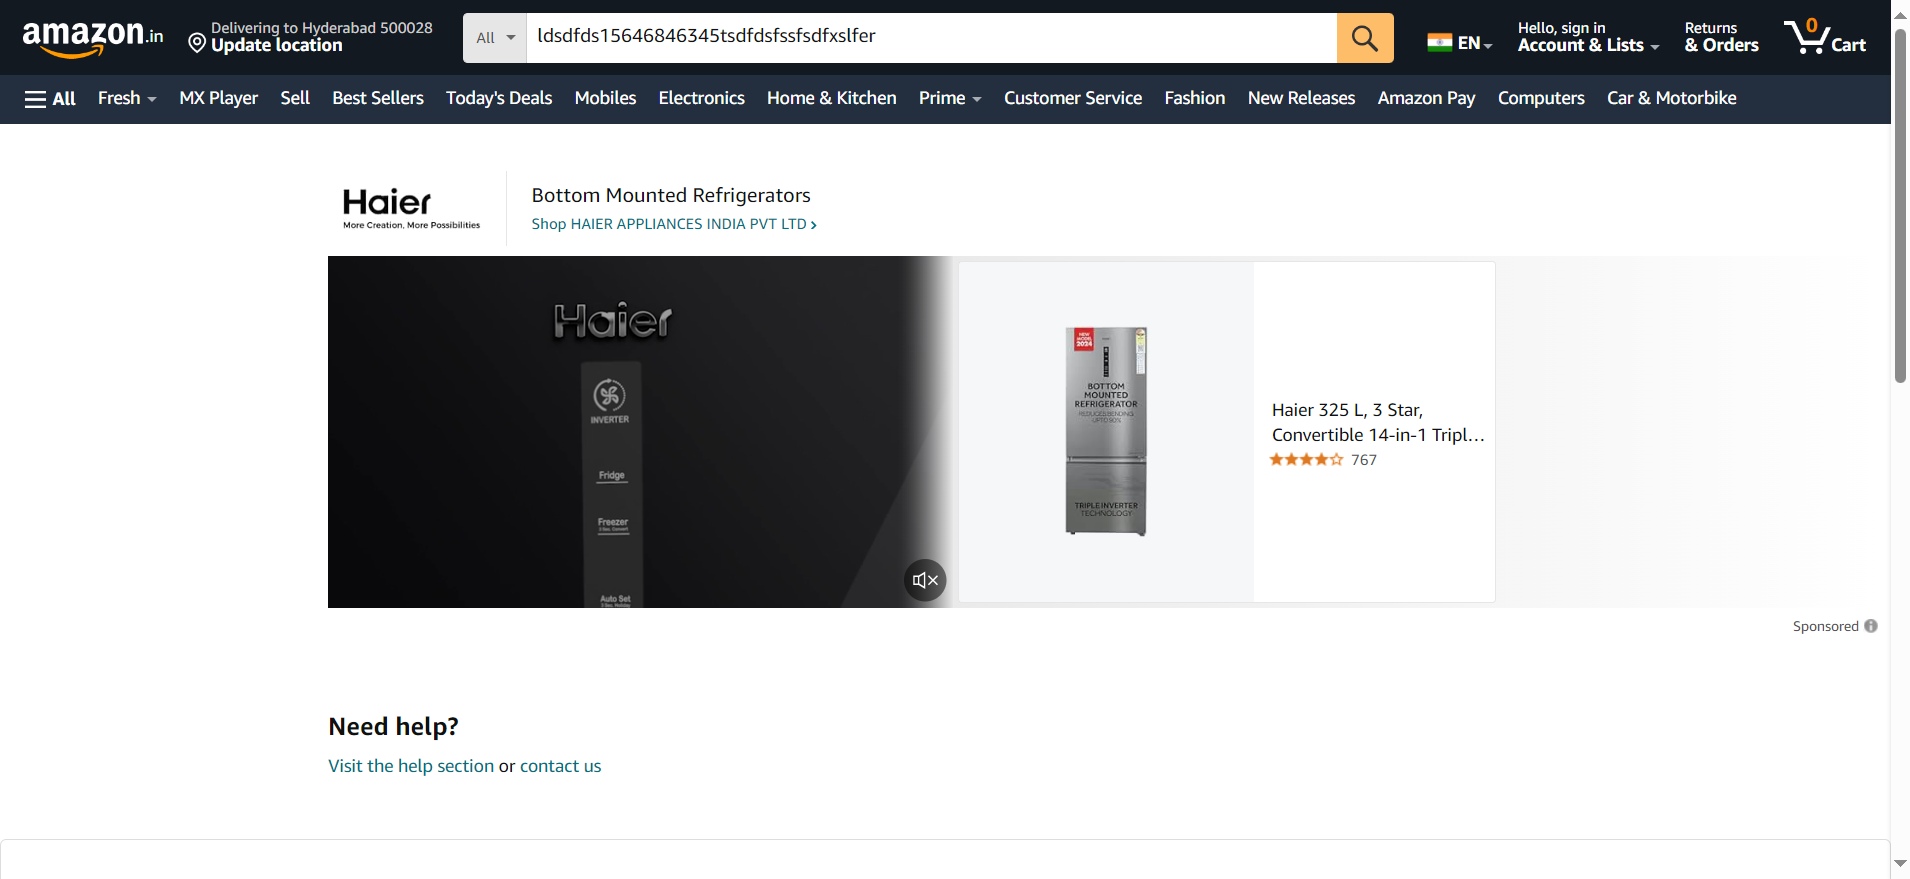 amazon.in
Delivering to Hyderabad 500028
Update location
All
ldsdfds15646846345tsdfdsfssfsdfxslfer
EN
Hello, sign in
Account & Lists
Returns
& Orders
0
Cart
All
Fresh
MX Player
Sell
Best Sellers
Today's Deals
Mobiles
Electronics
Home & Kitchen
Prime
Customer Service
Fashion
New Releases
Amazon Pay
Computers
Car & Motorbike
Haier
More Creation, More Possibilities
Bottom Mounted Refrigerators
Shop HAIER APPLIANCES INDIA PVT LTD ›
Haier
INVERTER
Fridge
Freezer
Auto Set
NEW
MODEL
2024
BOTTOM
MOUNTED
REFRIGERATOR
REDUCES BENDING
UPTO 90%
TRIPLE INVERTER
TECHNOLOGY
Haier 325 L, 3 Star,
Convertible 14-in-1 Tripl...
767
Sponsored
Need help?
Visit the help section or contact us